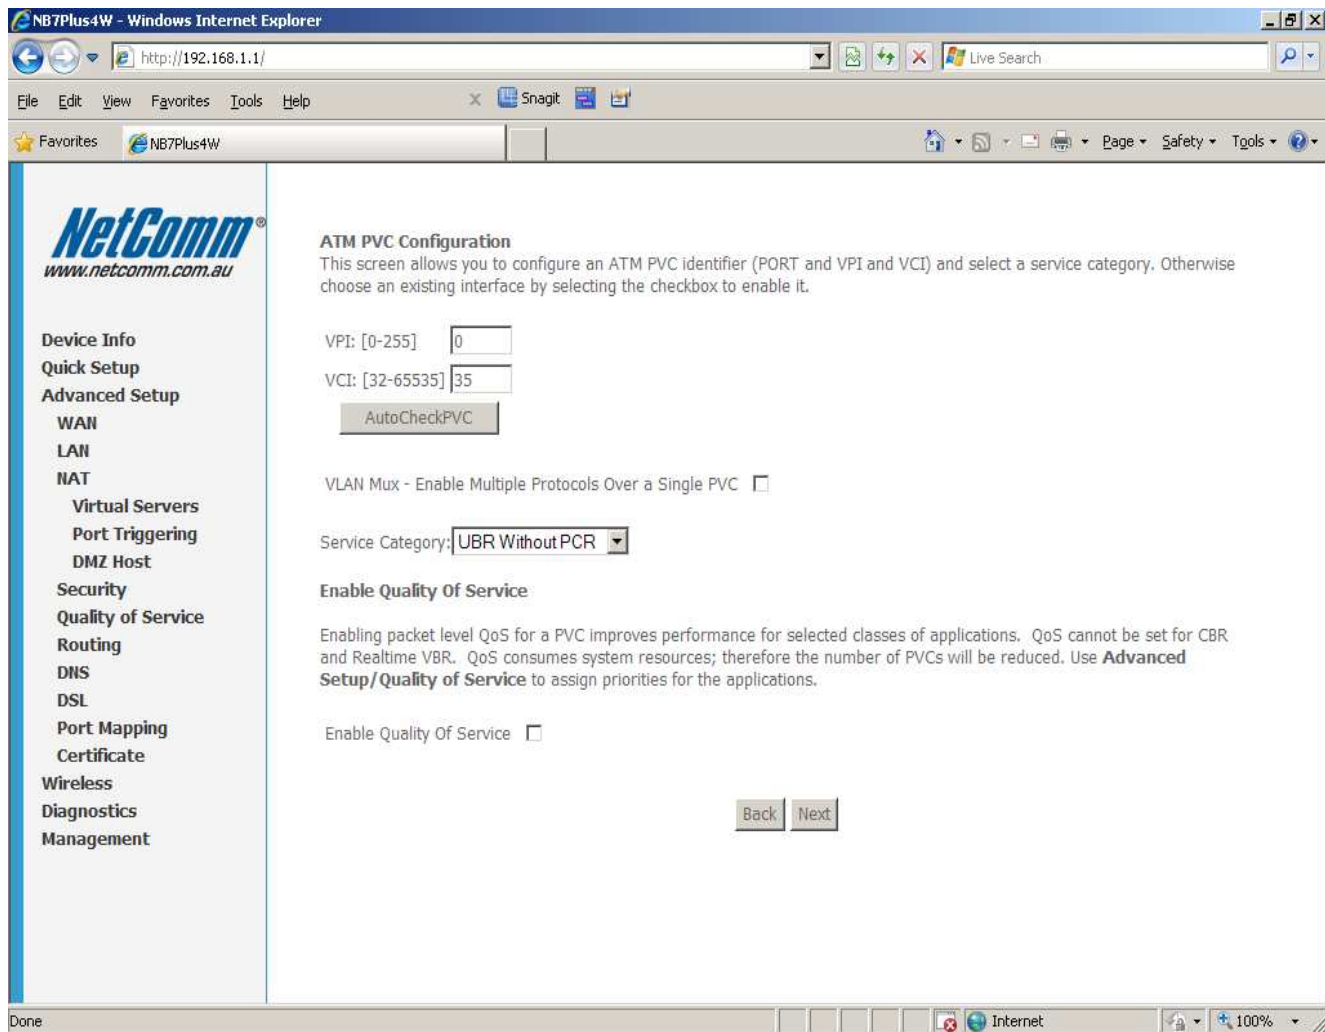 NB7Plus4W - Windows Internet Explorer
http://192.168.1.1/
Live Search
File Edit View Favorites Tools Help
x Snagit
Favorites NB7Plus4W
Page Safety Tools
NetComm®
www.netcomm.com.au
Device Info
Quick Setup
Advanced Setup
WAN
LAN
NAT
Virtual Servers
Port Triggering
DMZ Host
Security
Quality of Service
Routing
DNS
DSL
Port Mapping
Certificate
Wireless
Diagnostics
Management
ATM PVC Configuration
This screen allows you to configure an ATM PVC identifier (PORT and VPI and VCI) and select a service category. Otherwise
choose an existing interface by selecting the checkbox to enable it.
VPI: [0-255] 0
VCI: [32-65535] 35
AutoCheckPVC
VLAN Mux - Enable Multiple Protocols Over a Single PVC
Service Category: UBR Without PCR
Enable Quality Of Service
Enabling packet level QoS for a PVC improves performance for selected classes of applications. QoS cannot be set for CBR
and Realtime VBR. QoS consumes system resources; therefore the number of PVCs will be reduced. Use Advanced
Setup/Quality of Service to assign priorities for the applications.
Enable Quality Of Service
Back Next
Done
Internet
100%